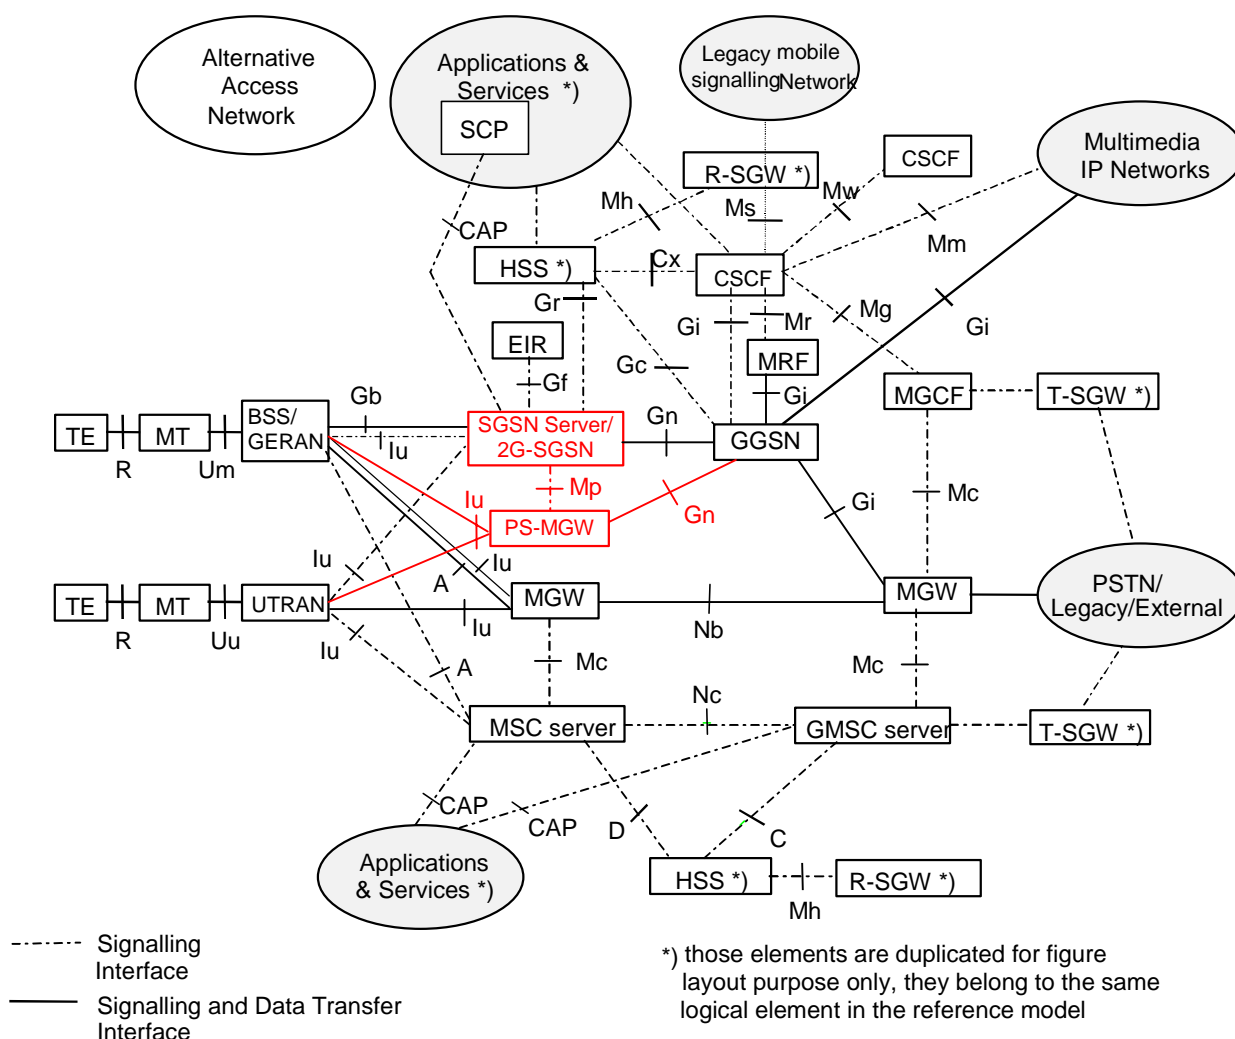 Alternative
Access
Network
Applications &
Services *)
SCP
Legacy mobile
signalling Network
Multimedia
IP Networks
CSCF
R-SGW *)
Mh
Ms
Mw
Mm
CAP
HSS *)
Cx
CSCF
Gr
Gi
Mr
Mg
Gi
EIR
Gf
Gc
MRF
Gi
MGCF
T-SGW *)
Gb
TE
MT
BSS/
GERAN
SGSN Server/
2G-SGSN
Gn
GGSN
R
Um
Iu
Iu
Mp
Gn
Gi
Mc
PS-MGW
Iu
A
Iu
TE
MT
UTRAN
MGW
MGW
PSTN/
Legacy/External
R
Uu
Iu
Iu
Nb
A
Mc
Mc
Nc
MSC server
GMSC server
T-SGW *)
CAP
CAP
D
C
Applications
& Services *)
HSS *)
R-SGW *)
Mh
Signalling
Interface
Signalling and Data Transfer
Interface
*) those elements are duplicated for figure
layout purpose only, they belong to the same
logical element in the reference model